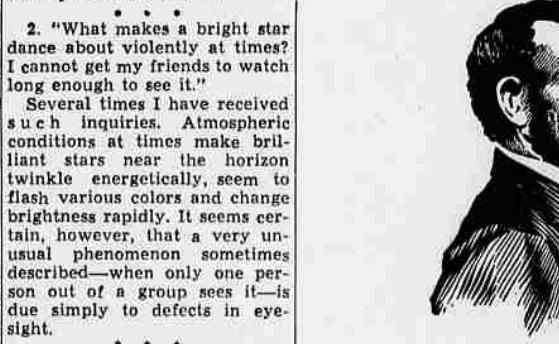 2. "What makes a bright star
dance about violently at times?
I cannot get my friends to watch
long enough to see it."
Several times I have received
such inquiries. Atmospheric
conditions at times make bril-
liant stars near the horizon
twinkle energetically, seem to
flash various colors and change
brightness rapidly. It seems cer-
tain, however, that a very un-
usual phenomenon sometimes
described—when only one per-
son out of a group sees it—is
due simply to defects in eye-
sight.